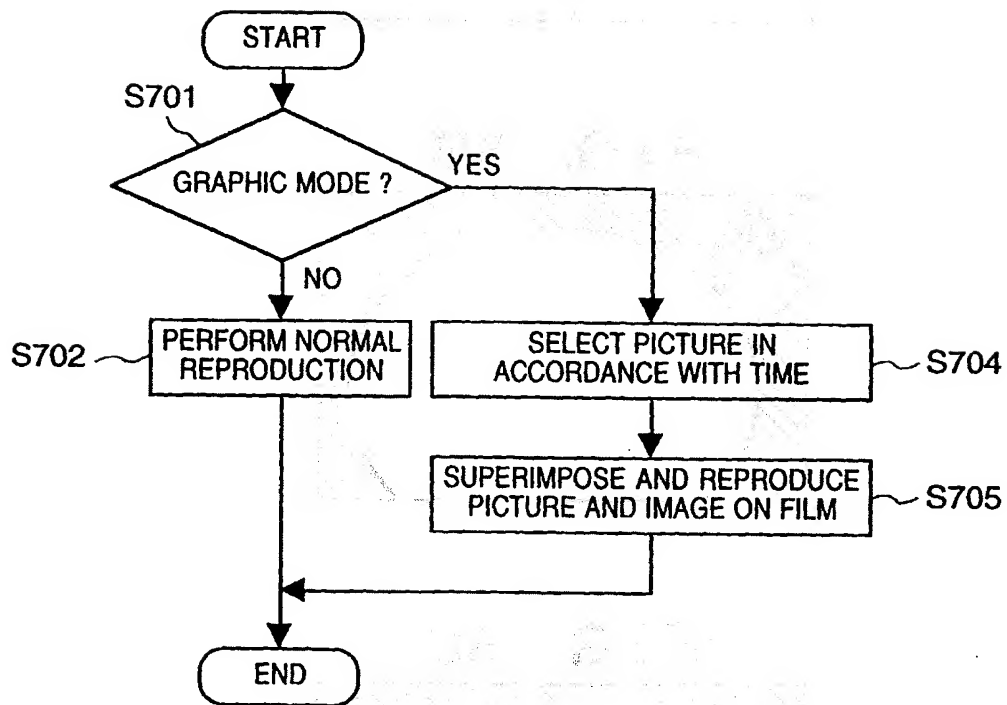 START
S701
GRAPHIC MODE ?
YES
NO
S702
PERFORM NORMAL
REPRODUCTION
SELECT PICTURE IN
ACCORDANCE WITH TIME
S704
SUPERIMPOSE AND REPRODUCE
PICTURE AND IMAGE ON FILM
S705
END